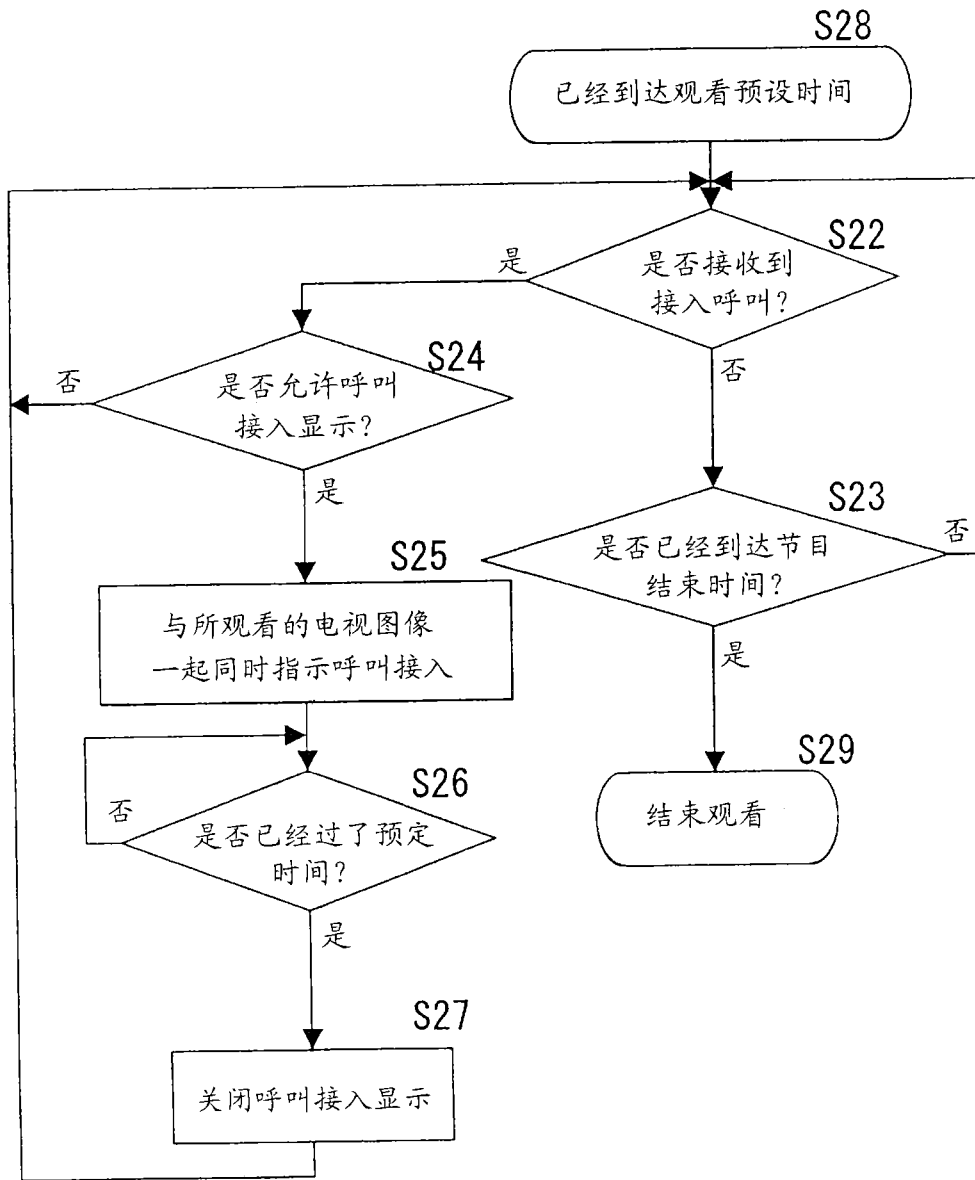 S28
已经到达观看预设时间
S22
是否接收到
接入呼叫?
是
否
S24
是否允许呼叫
接入显示?
否
是
S23
是否已经到达节目
结束时间?
否
是
S25
与所观看的电视图像
一起同时指示呼叫接入
S29
结束观看
S26
是否已经过了预定
时间?
否
是
S27
关闭呼叫接入显示